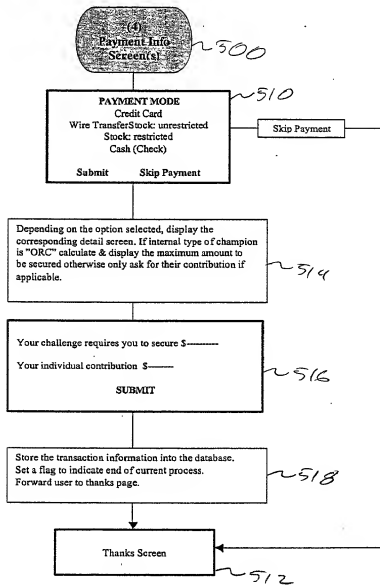 (4)
Payment Info
Screen(s)
500
PAYMENT MODE
510
Credit Card
Wire TransferStock: unrestricted
Stock: restricted
Cash (Check)
Submit Skip Payment
Skip Payment
Depending on the option selected, display the
corresponding detail screen. If internal type of champion
is "ORC" calculate & display the maximum amount to
be secured otherwise only ask for their contribution if
applicable.
514
Your challenge requires you to secure $---------
Your individual contribution $-------
SUBMIT
516
Store the transaction information into the database.
Set a flag to indicate end of current process.
Forward user to thanks page.
518
Thanks Screen
512